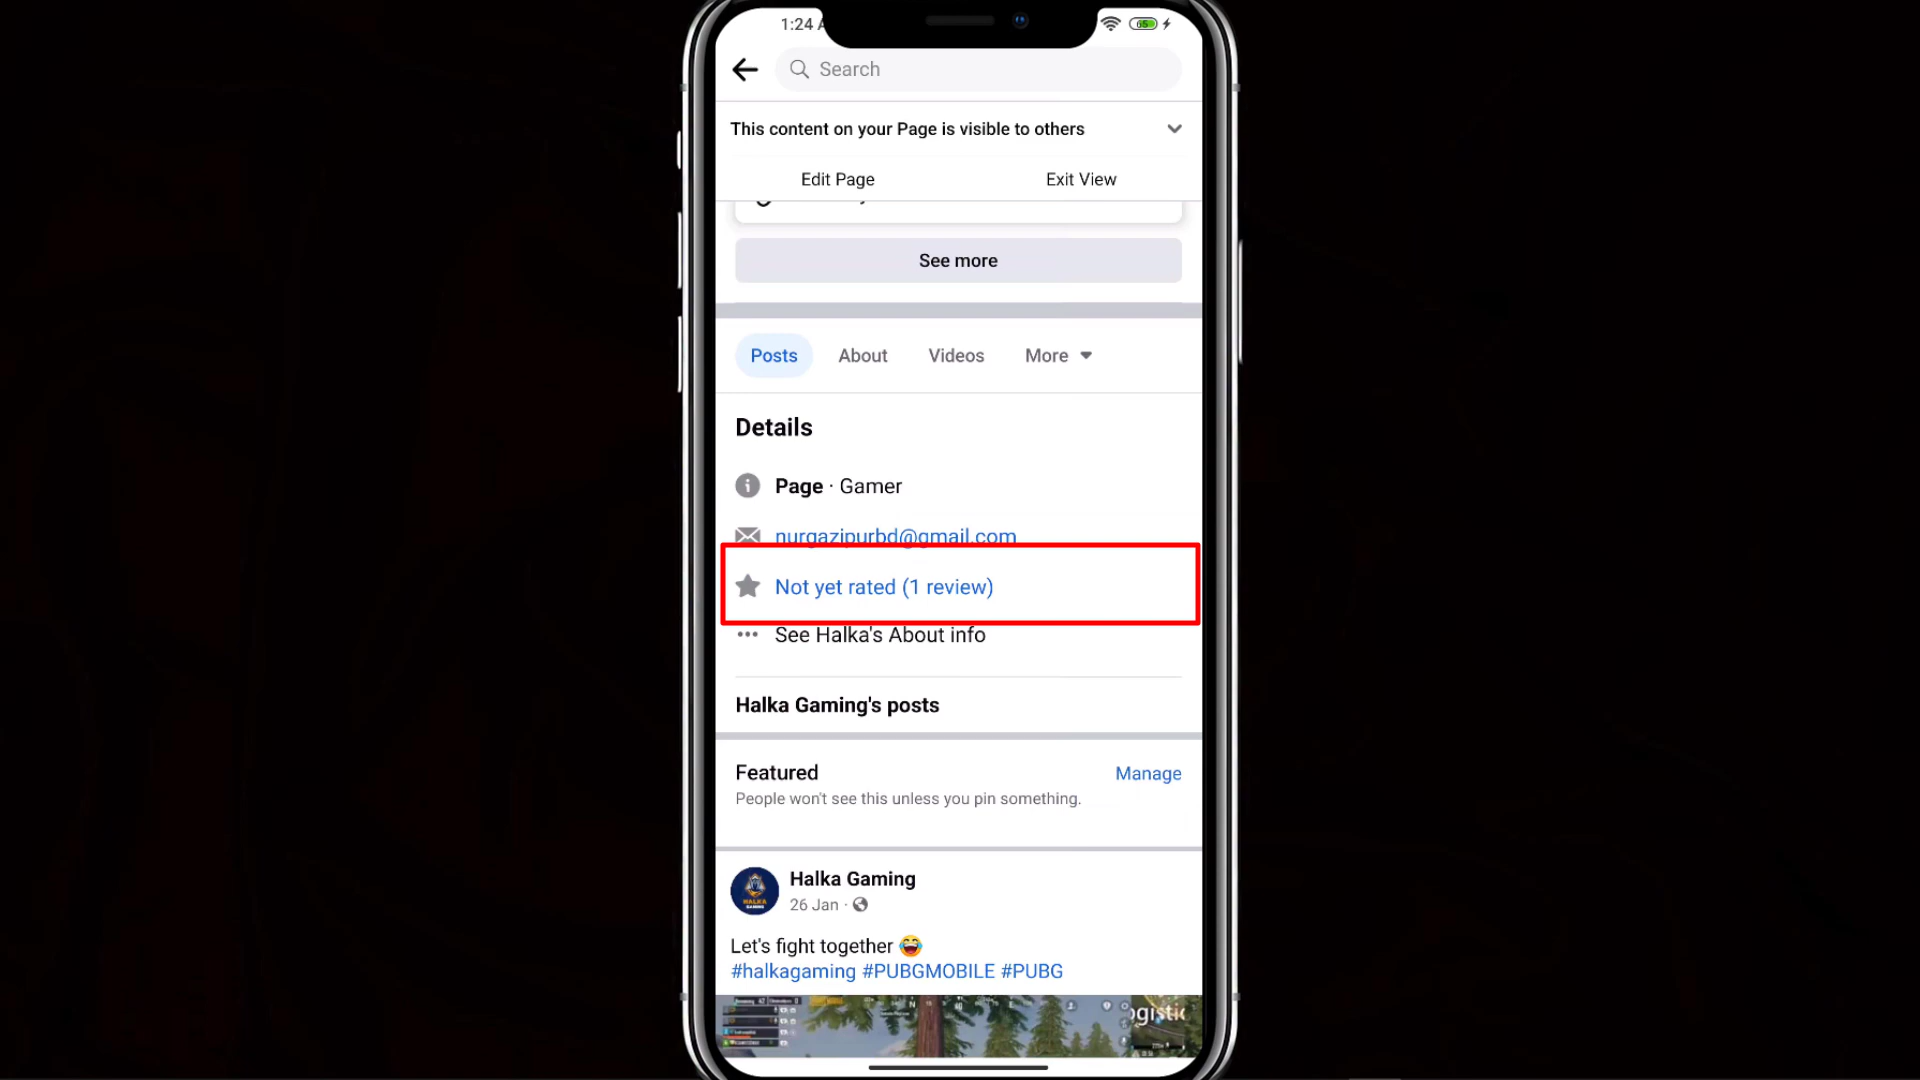 1:24
65
Search
This content on your Page is visible to others
Edit Page
Exit View
See more
Posts
About
Videos
More
Details
Page · Gamer
nurgazipurbd@gmail.com
Not yet rated (1 review)
See Halka's About info
Halka Gaming's posts
Featured
Manage
People won't see this unless you pin something.
Halka Gaming
26 Jan ·
Let's fight together 😂
#halkagaming #PUBGMOBILE #PUBG
HALKA
GAMING